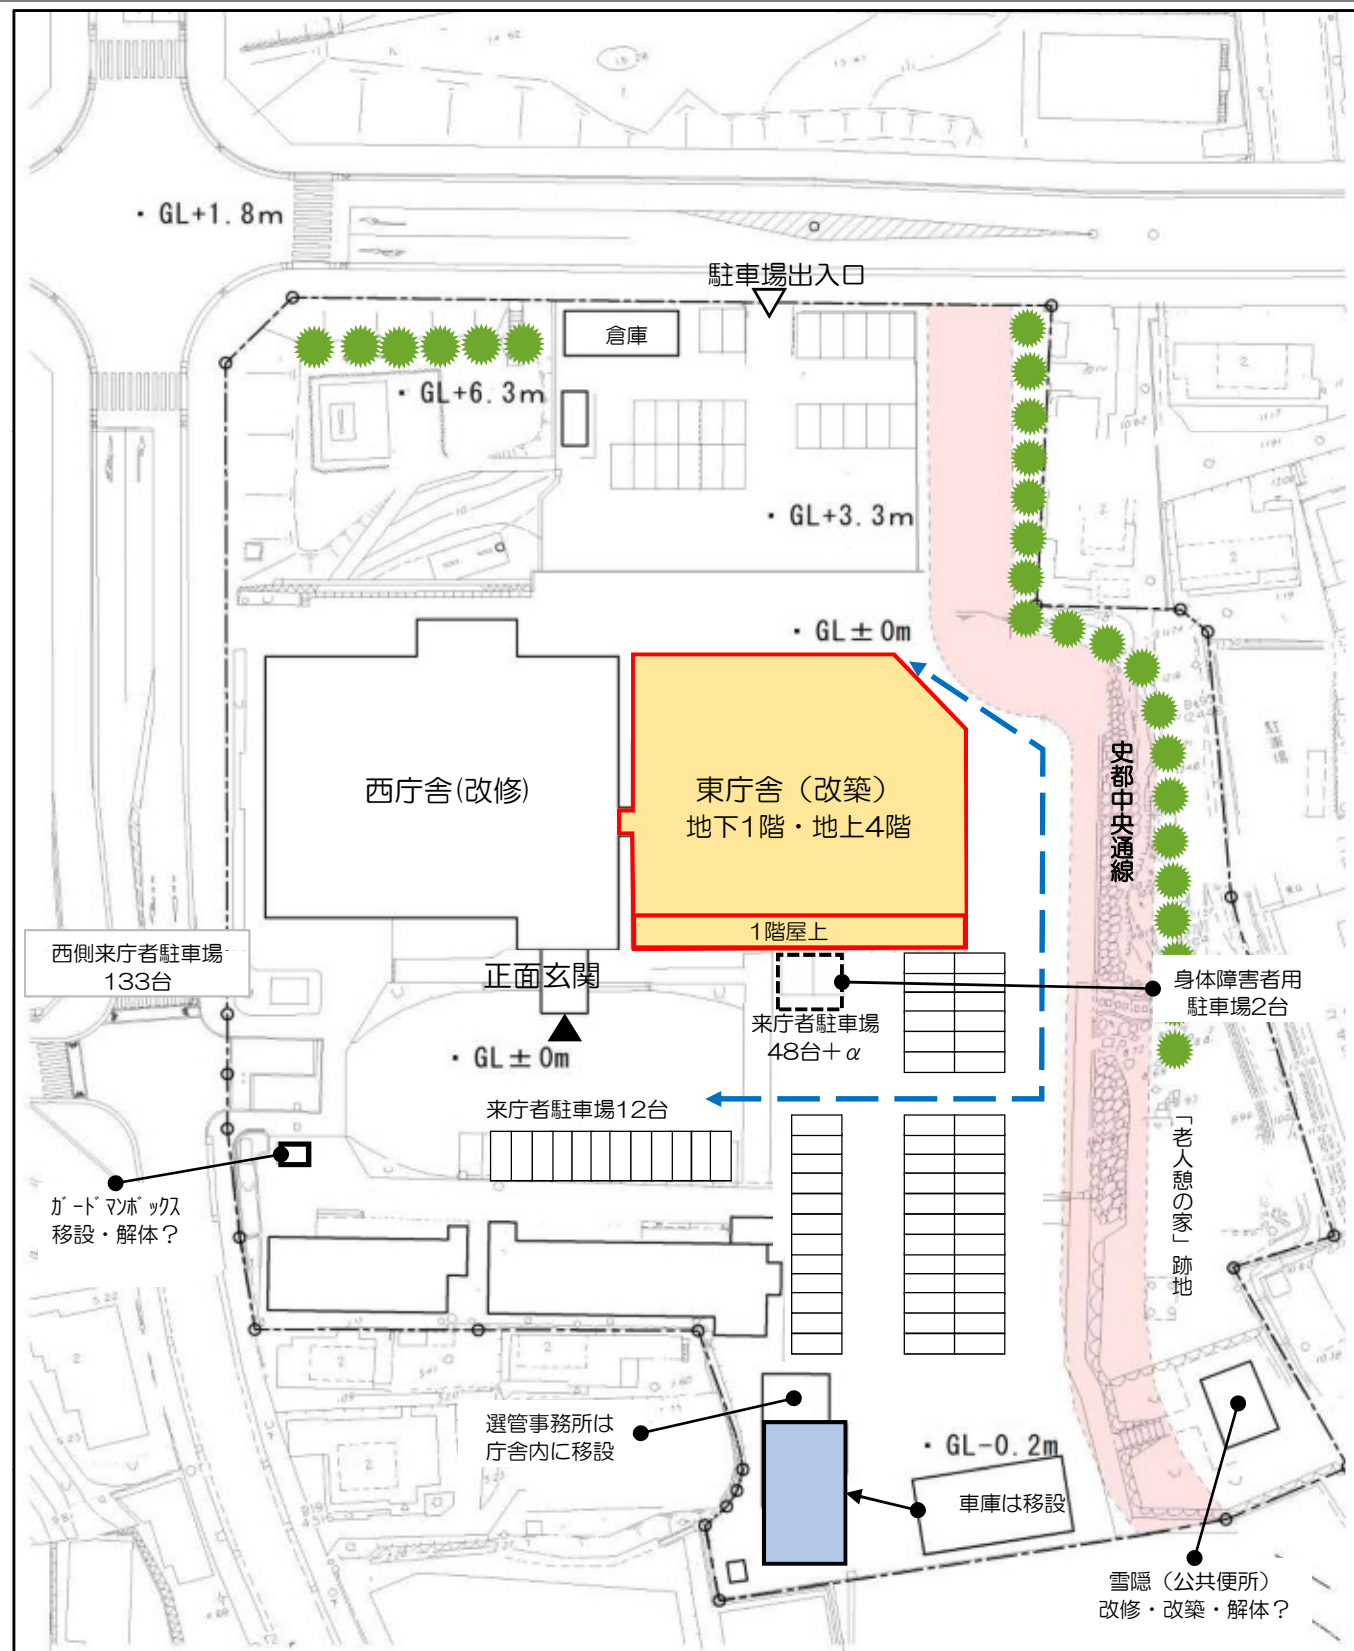 ・GL+1.8m
駐車場出入口
倉庫
・GL+6.3m
・GL+3.3m
・GL±0m
西庁舎(改修)
東庁舎（改築）
地下1階・地上4階
史都中央通線
駐車場
1階屋上
西側来庁者駐車場
133台
正面玄関
身体障害者用
駐車場2台
来庁者駐車場
48台＋α
・GL±0m
来庁者駐車場12台
「老人憩の家」跡地
ｶﾞｰﾄﾞﾏﾝﾎﾞｯｸｽ
移設・解体？
選管事務所は
庁舎内に移設
・GL-0.2m
車庫は移設
雪隠（公共便所）
改修・改築・解体？